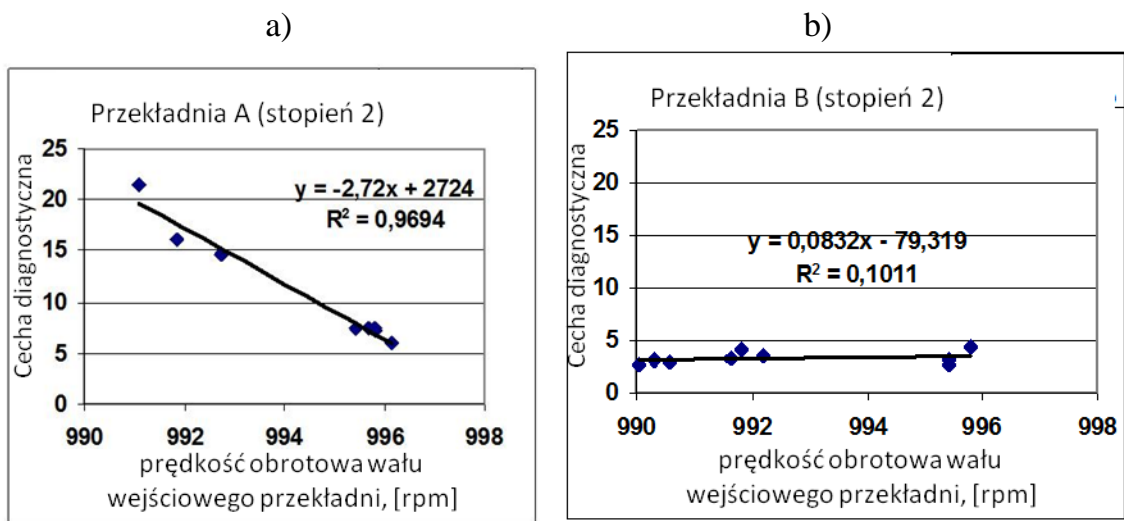 a)
Przekładnia A (stopień 2)
Cecha diagnostyczna
25
20
15
10
5
0
y = -2,72x + 2724
R² = 0,9694
990 992 994 996 998
prędkość obrotowa wału
wejściowego przekładni, [rpm]
b)
Przekładnia B (stopień 2)
Cecha diagnostyczna
25
20
15
10
5
0
y = 0,0832x - 79,319
R² = 0,1011
990 992 994 996 998
prędkość obrotowa wału
wejściowego przekładni, [rpm]